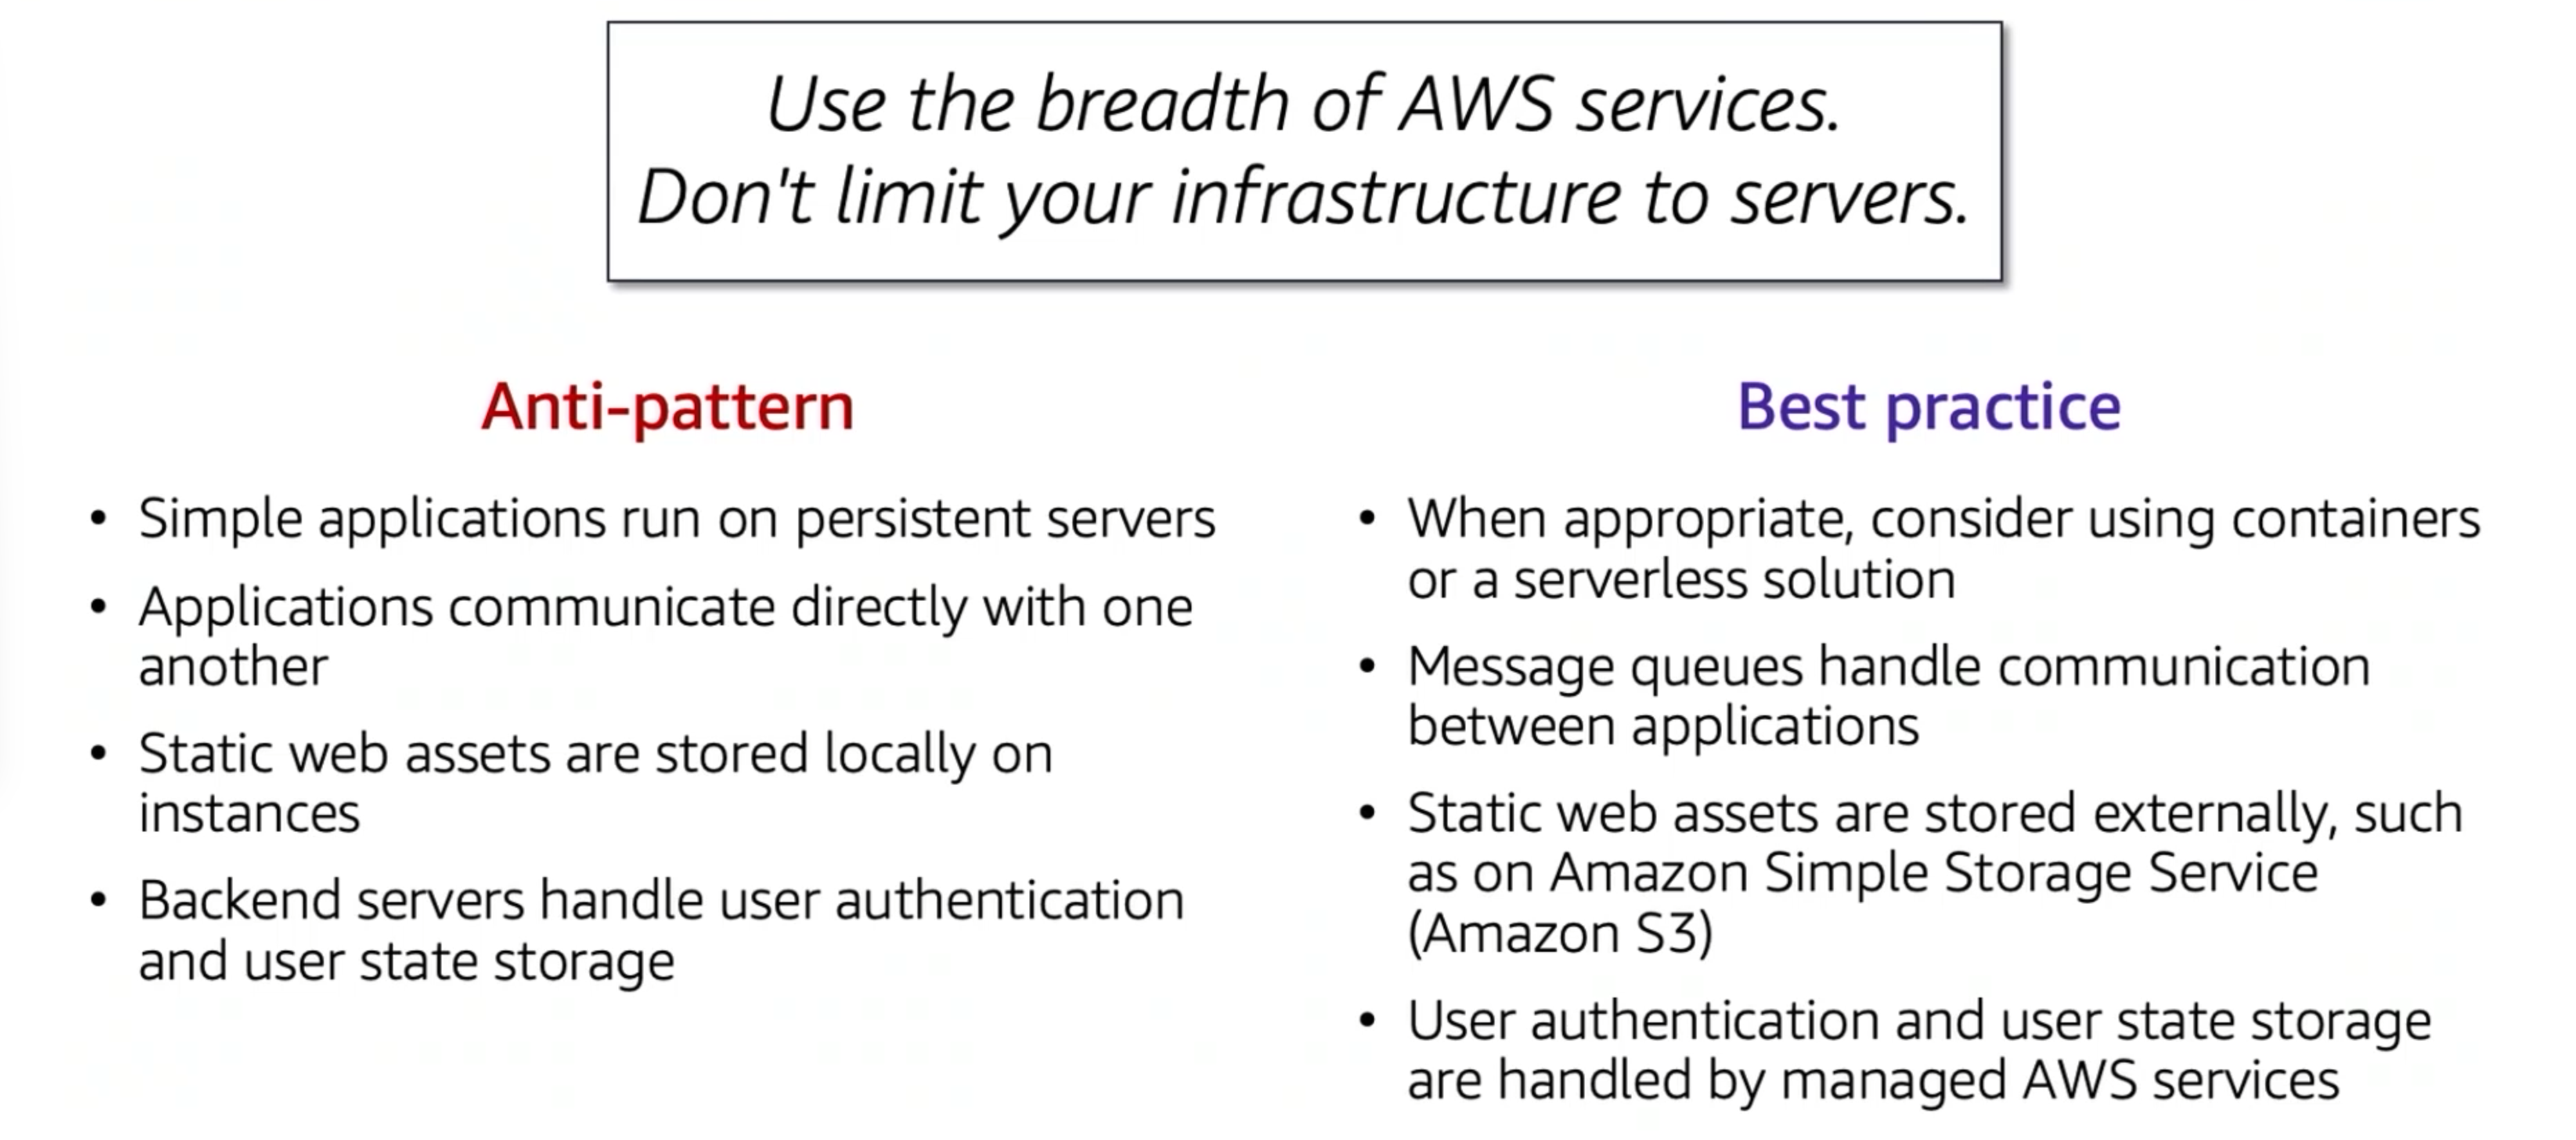 Use the breadth of AWS services.
Don't limit your infrastructure to servers.
Anti-pattern
• Simple applications run on persistent servers
• Applications communicate directly with one
another
• Static web assets are stored locally on
instances
• Backend servers handle user authentication
and user state storage
Best practice
• When appropriate, consider using containers
or a serverless solution
• Message queues handle communication
between applications
• Static web assets are stored externally, such
as on Amazon Simple Storage Service
(Amazon S3)
• User authentication and user state storage
are handled by managed AWS services